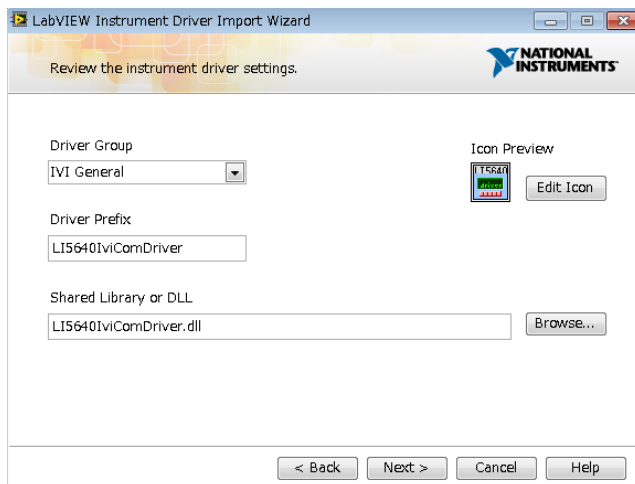 LabVIEW Instrument Driver Import Wizard
Review the instrument driver settings.
NATIONAL
INSTRUMENTS
Driver Group
IVI General
Icon Preview
LI5640
driver
Edit Icon
Driver Prefix
LI5640IviComDriver
Shared Library or DLL
LI5640IviComDriver.dll
Browse...
< Back
Next >
Cancel
Help